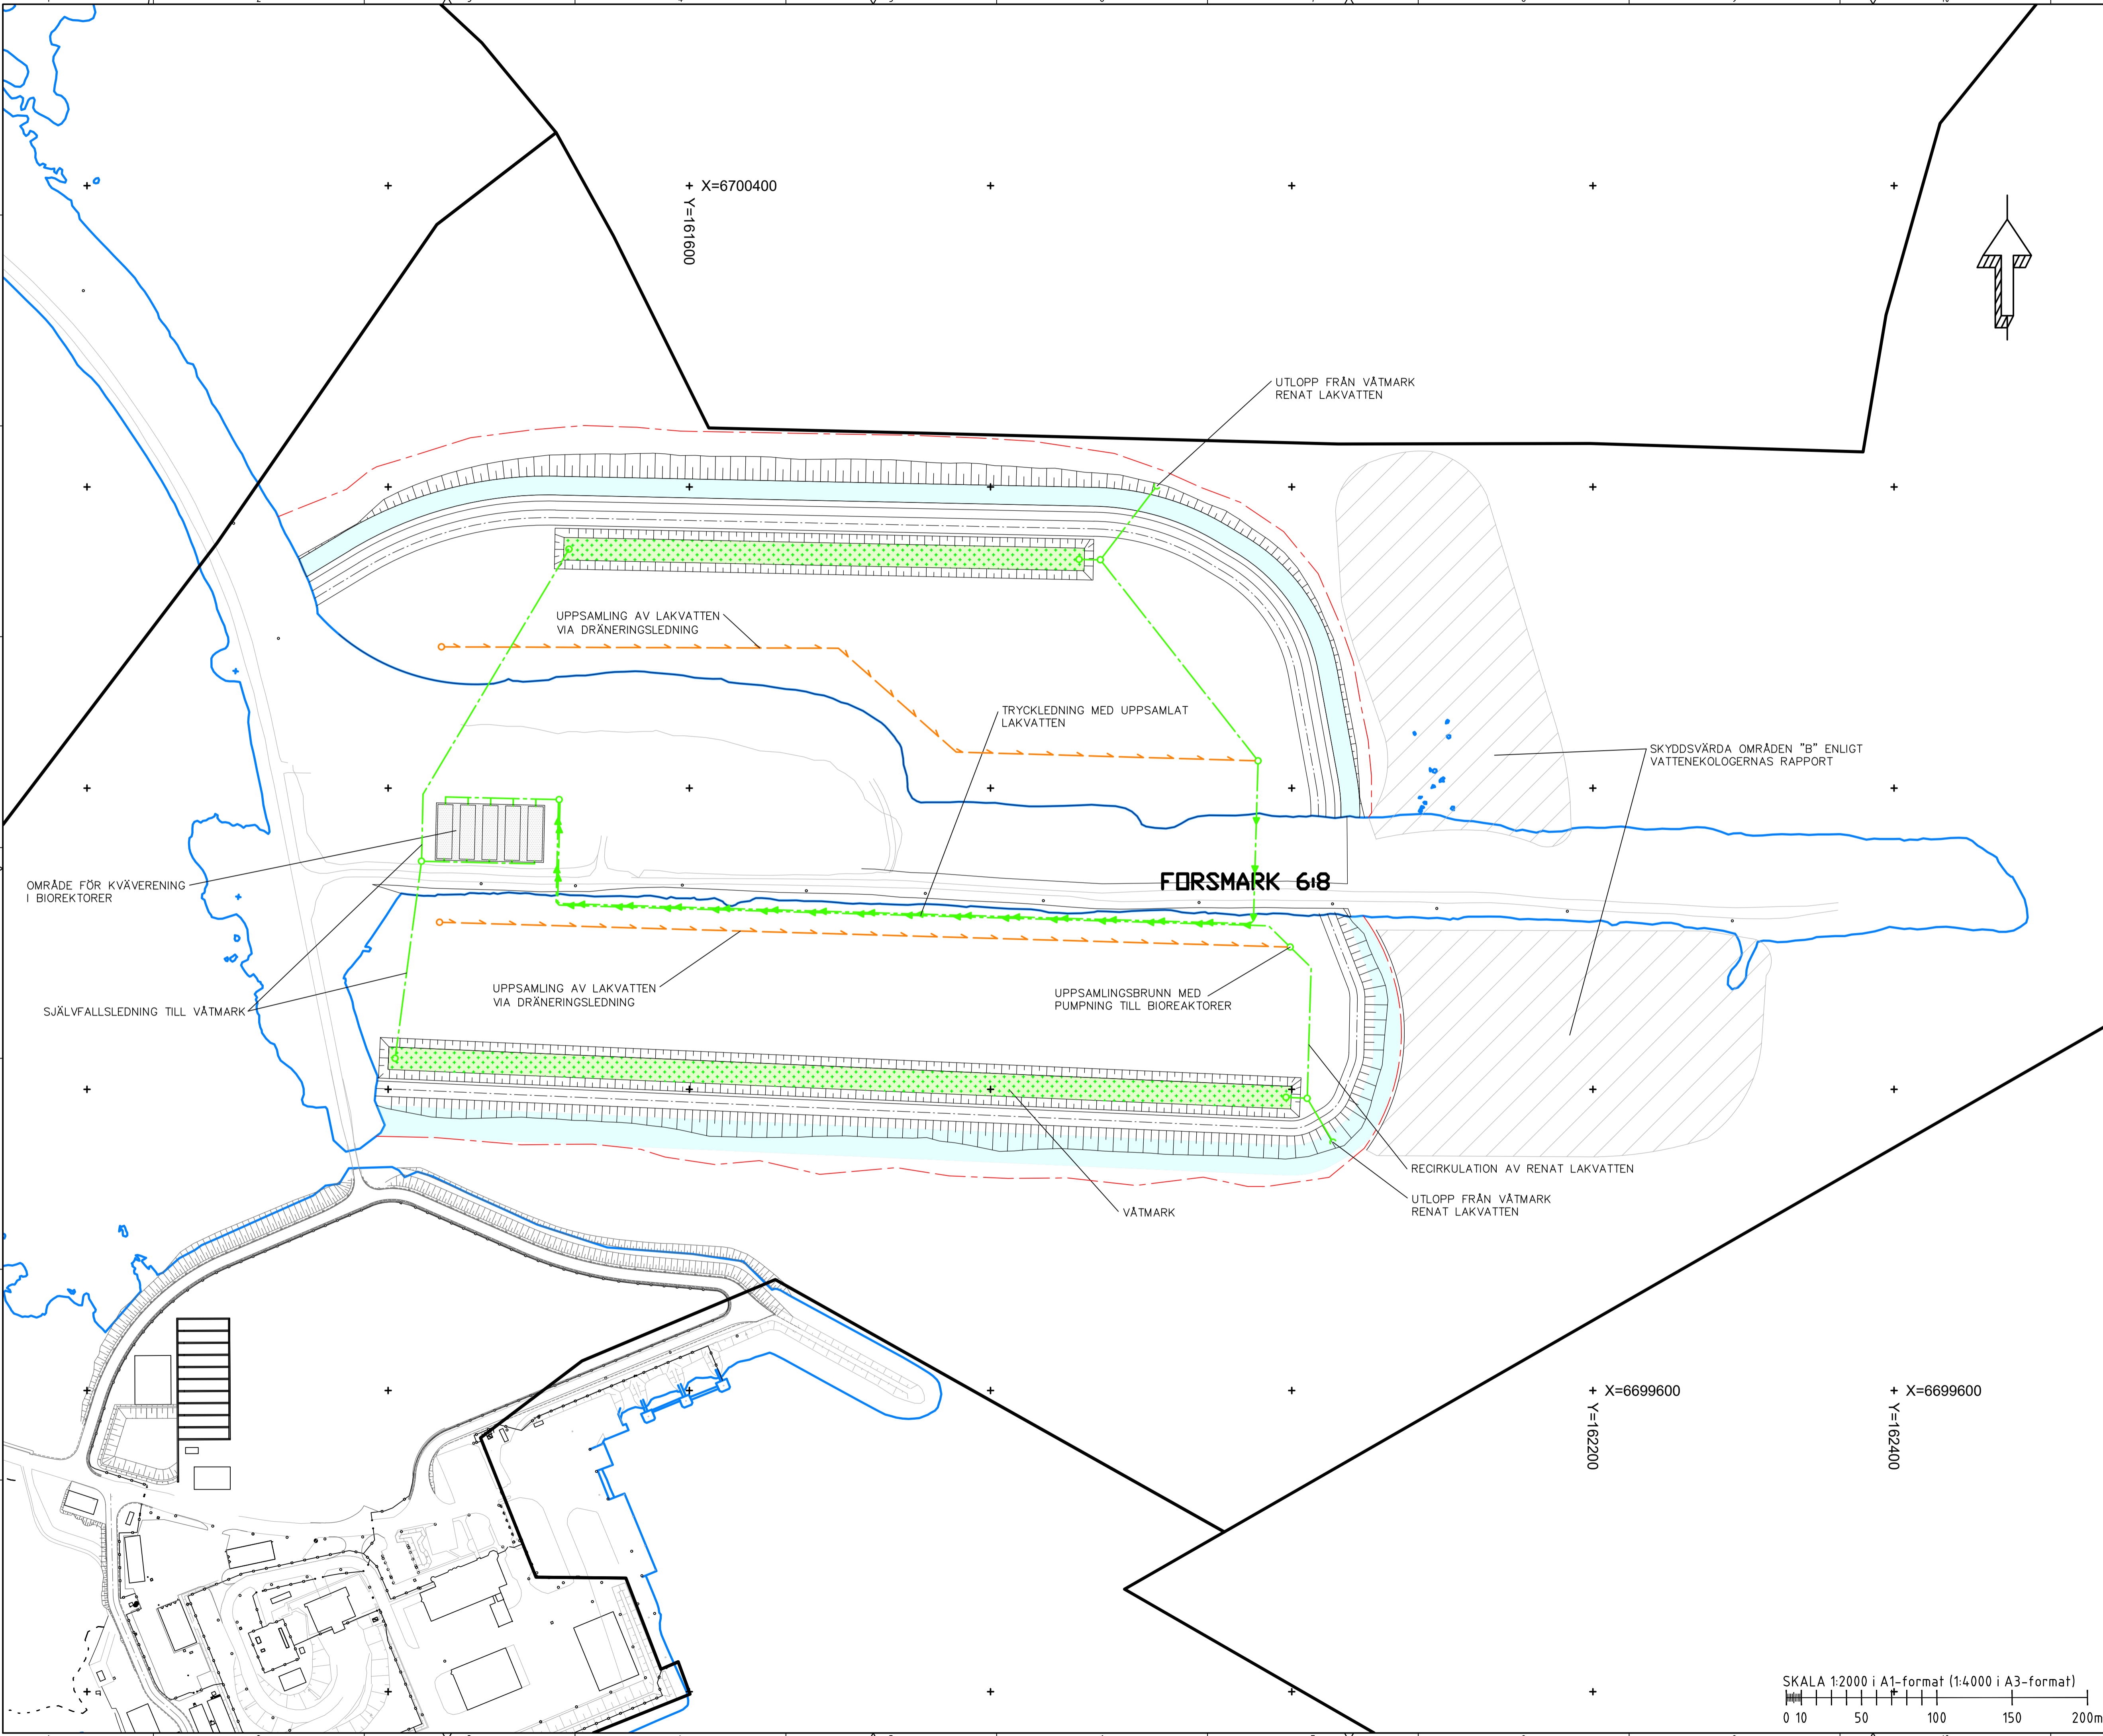 X=6700400
Y=161600
UTLOPP FRÅN VÅTMARK
RENAT LAKVATTEN
UPPSAMLING AV LAKVATTEN
VIA DRÄNERINGSLEDNING
TRYCKLEDNING MED UPPSAMLAT
LAKVATTEN
SKYDDSVÄRDA OMRÅDEN "B" ENLIGT
VATTENEKOLOGERNAS RAPPORT
OMRÅDE FÖR KVÄVERENING
I BIOREKTORER
FORSMARK 6:8
UPPSAMLING AV LAKVATTEN
VIA DRÄNERINGSLEDNING
UPPSAMLINGSBRUNN MED
PUMPNING TILL BIOREAKTORER
SJÄLVFALLSLEDNING TILL VÅTMARK
RECIRKULATION AV RENAT LAKVATTEN
UTLOPP FRÅN VÅTMARK
RENAT LAKVATTEN
VÅTMARK
X=6699600
Y=162200
X=6699600
Y=162400
SKALA 1:2000 i A1-format (1:4000 i A3-format)
0 10 50 100 150 200m